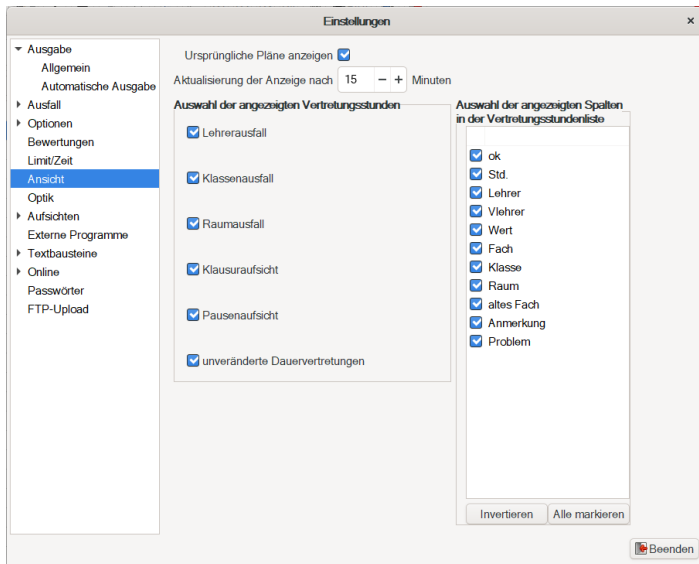 Einstellungen
Ausgabe
Allgemein
Automatische Ausgabe
Ausfall
Optionen
Bewertungen
Limit/Zeit
Ansicht
Optik
Aufsichten
Externe Programme
Textbausteine
Online
Passwörter
FTP-Upload
Ursprüngliche Pläne anzeigen
Aktualisierung der Anzeige nach 15 − + Minuten
Auswahl der angezeigten Vertretungsstunden
Lehrerausfall
Klassenausfall
Raumausfall
Klausuraufsicht
Pausenaufsicht
unveränderte Dauervertretungen
Auswahl der angezeigten Spalten
in der Vertretungsstundenliste
ok
Std.
Lehrer
Vlehrer
Wert
Fach
Klasse
Raum
altes Fach
Anmerkung
Problem
Invertieren Alle markieren
Beenden